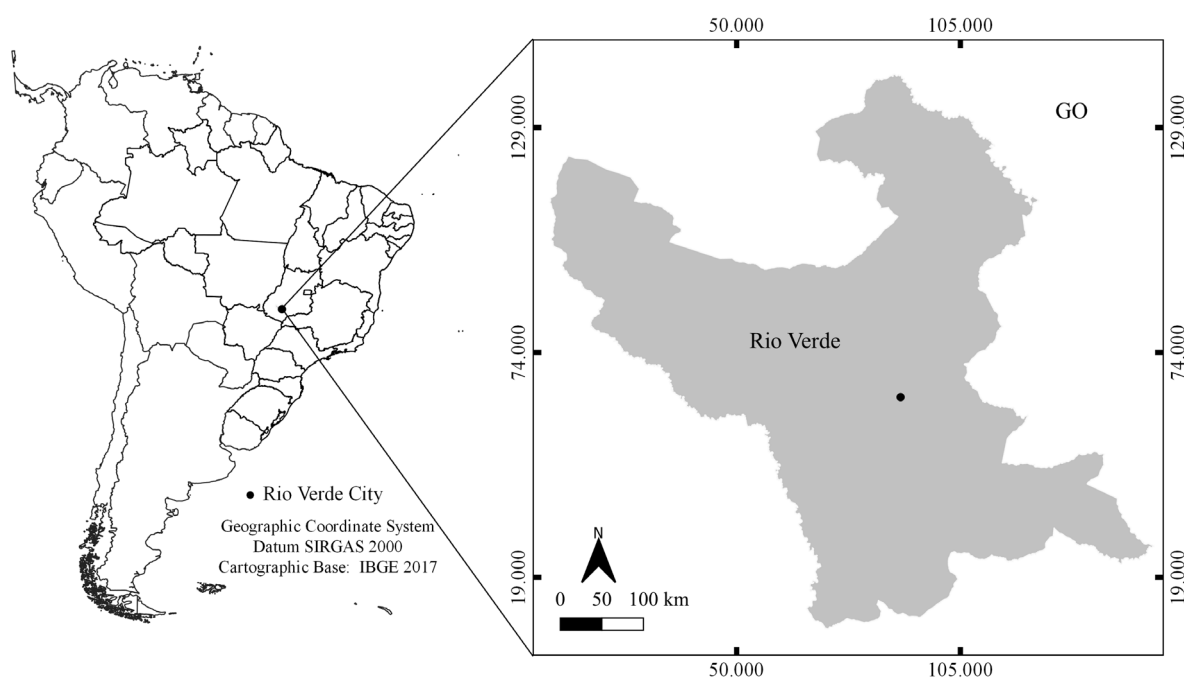 50.000 105.000
129.000 129.000
GO
Rio Verde
74.000 74.000
Rio Verde City
Geographic Coordinate System
Datum SIRGAS 2000
Cartographic Base: IBGE 2017
N
19.000 19.000
0 50 100 km
50.000 105.000